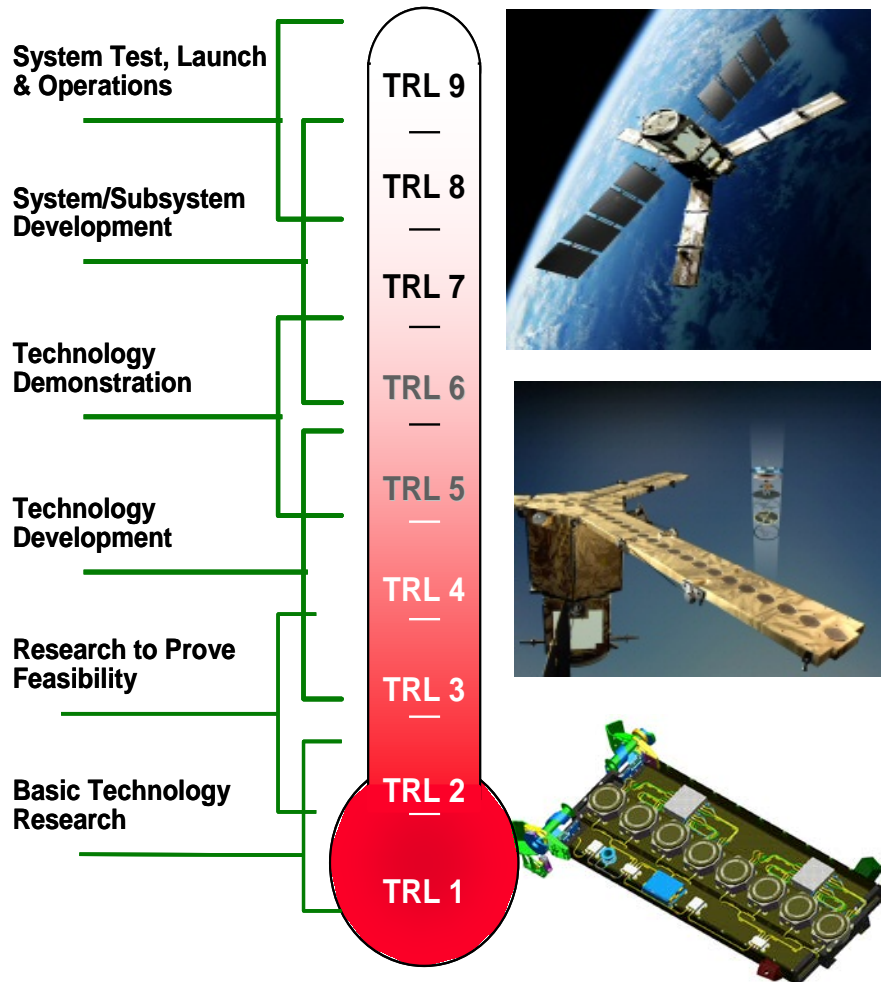 System Test, Launch
& Operations
System/Subsystem
Development
Technology
Demonstration
Technology
Development
Research to Prove
Feasibility
Basic Technology
Research
TRL 9
TRL 8
TRL 7
TRL 6
TRL 5
TRL 4
TRL 3
TRL 2
TRL 1